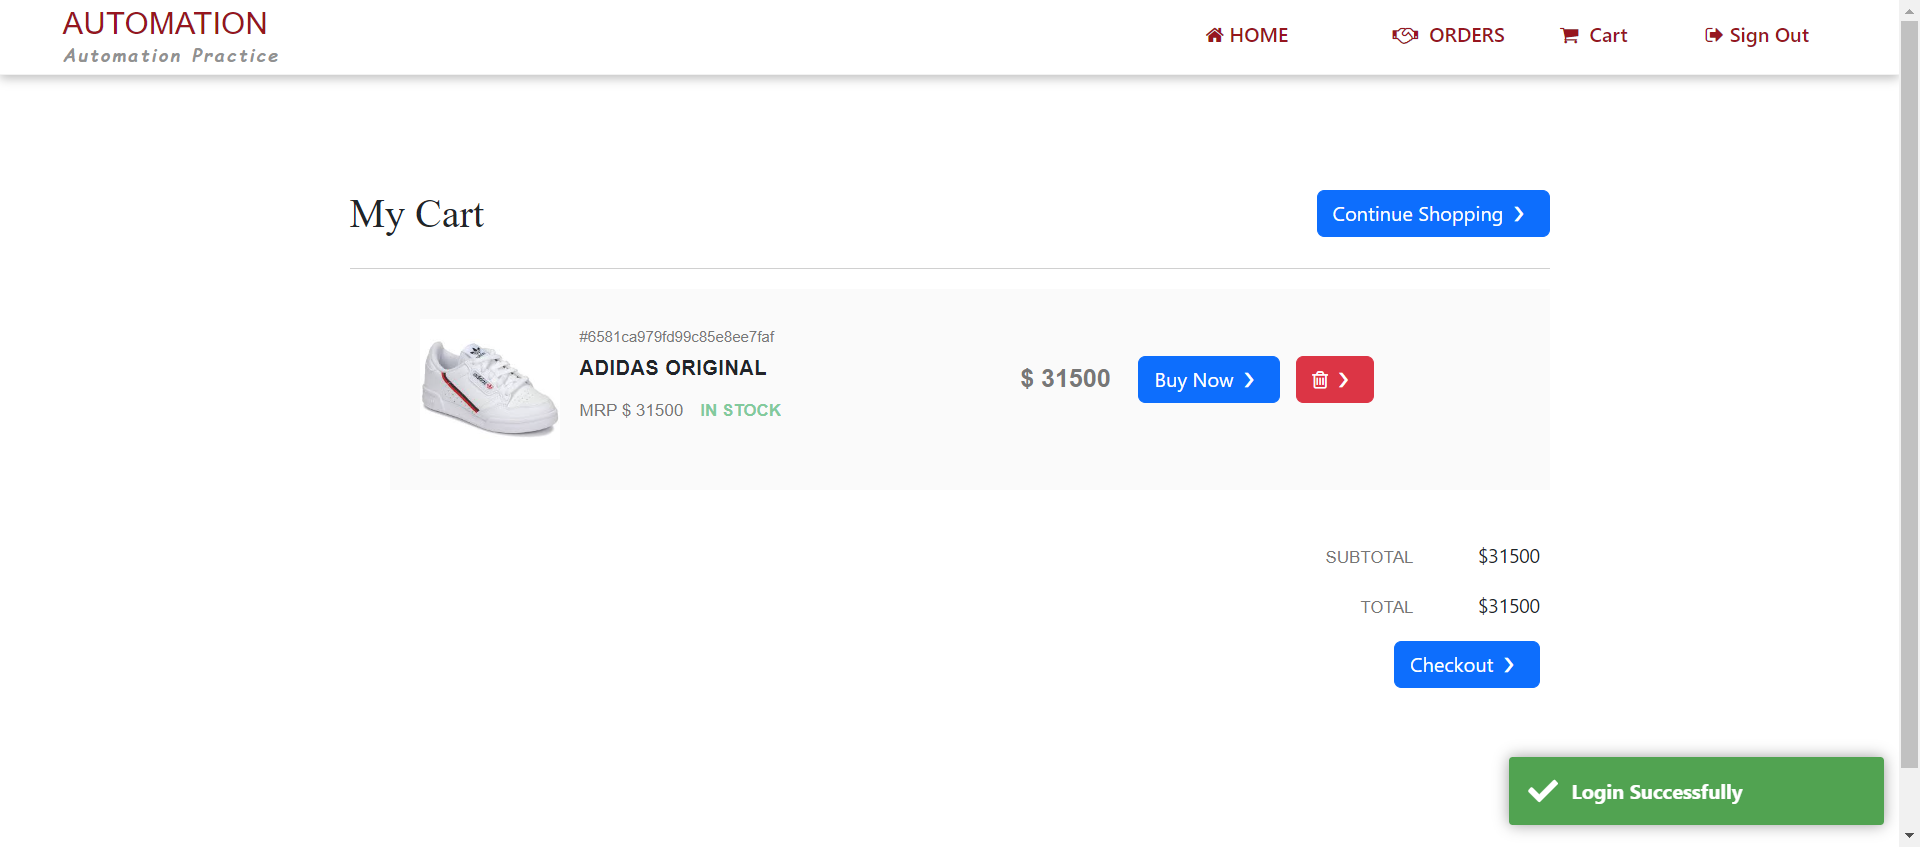 AUTOMATION
Automation Practice
HOME
ORDERS
Cart
Sign Out
My Cart
Continue Shopping
#6581ca979fd99c85e8ee7faf
ADIDAS ORIGINAL
MRP $ 31500 IN STOCK
$ 31500
Buy Now
SUBTOTAL $31500
TOTAL $31500
Checkout
Login Successfully